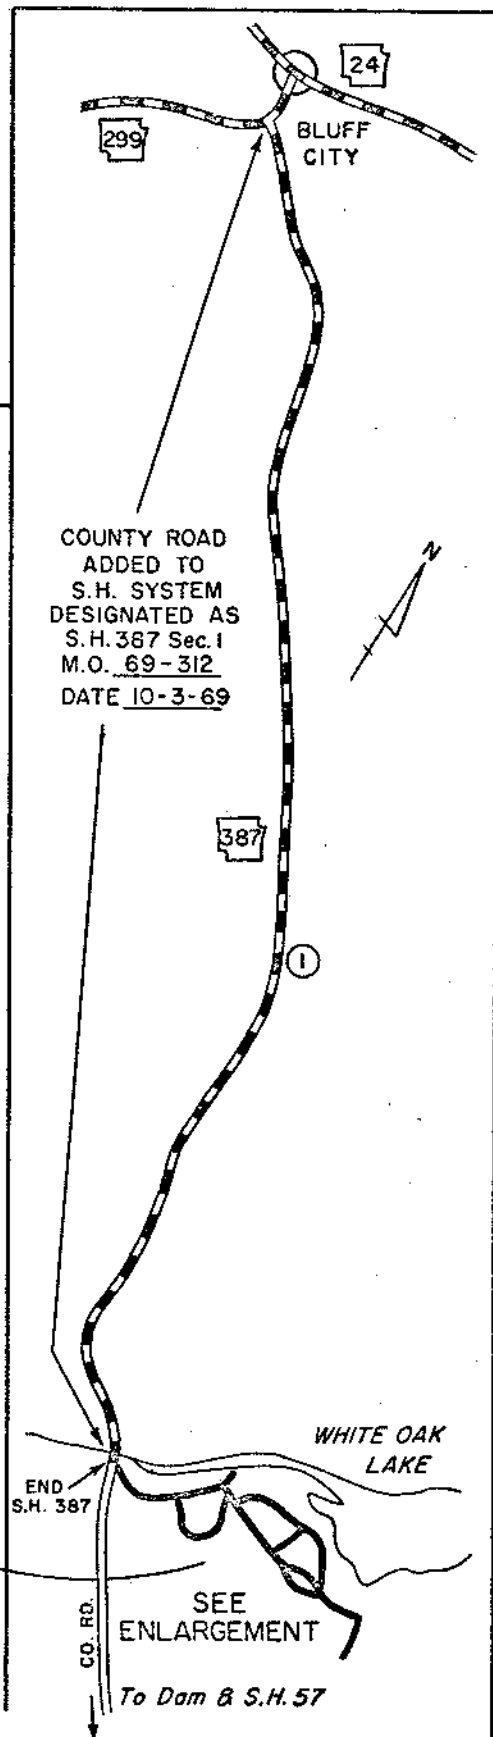 24
299
BLUFF
CITY
COUNTY ROAD
ADDED TO
S.H. SYSTEM
DESIGNATED AS
S.H. 387 Sec. 1
M.O. 69-312
DATE 10-3-69
N
387
1
WHITE OAK
LAKE
END
S.H. 387
SEE
ENLARGEMENT
CO. RD.
To Dam & S.H. 57